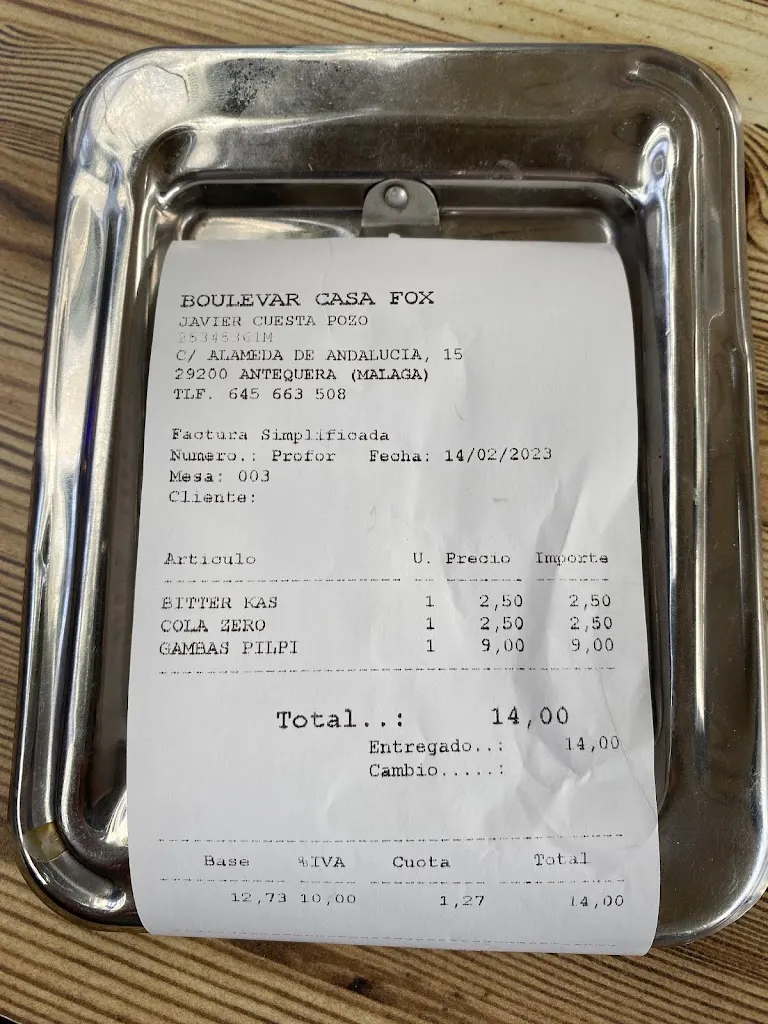 BOULEVAR CASA FOX
JAVIER CUESTA POZO
C/ ALAMEDA DE ANDALUCIA, 15
29200 ANTEQUERA (MALAGA)
TLF. 645 663 508
Factura Simplificada
Numero.: Profor Fecha: 14/02/2023
Mesa: 003
Cliente:
Articulo U. Precio Importe
BITTER KAS 1 2,50 2,50
COLA ZERO 1 2,50 2,50
GAMBAS PILPI 1 9,00 9,00
Total..: 14,00
Entregado..: 14,00
Cambio.....:
Base %IVA Cuota Total
12,73 10,00 1,27 14,00